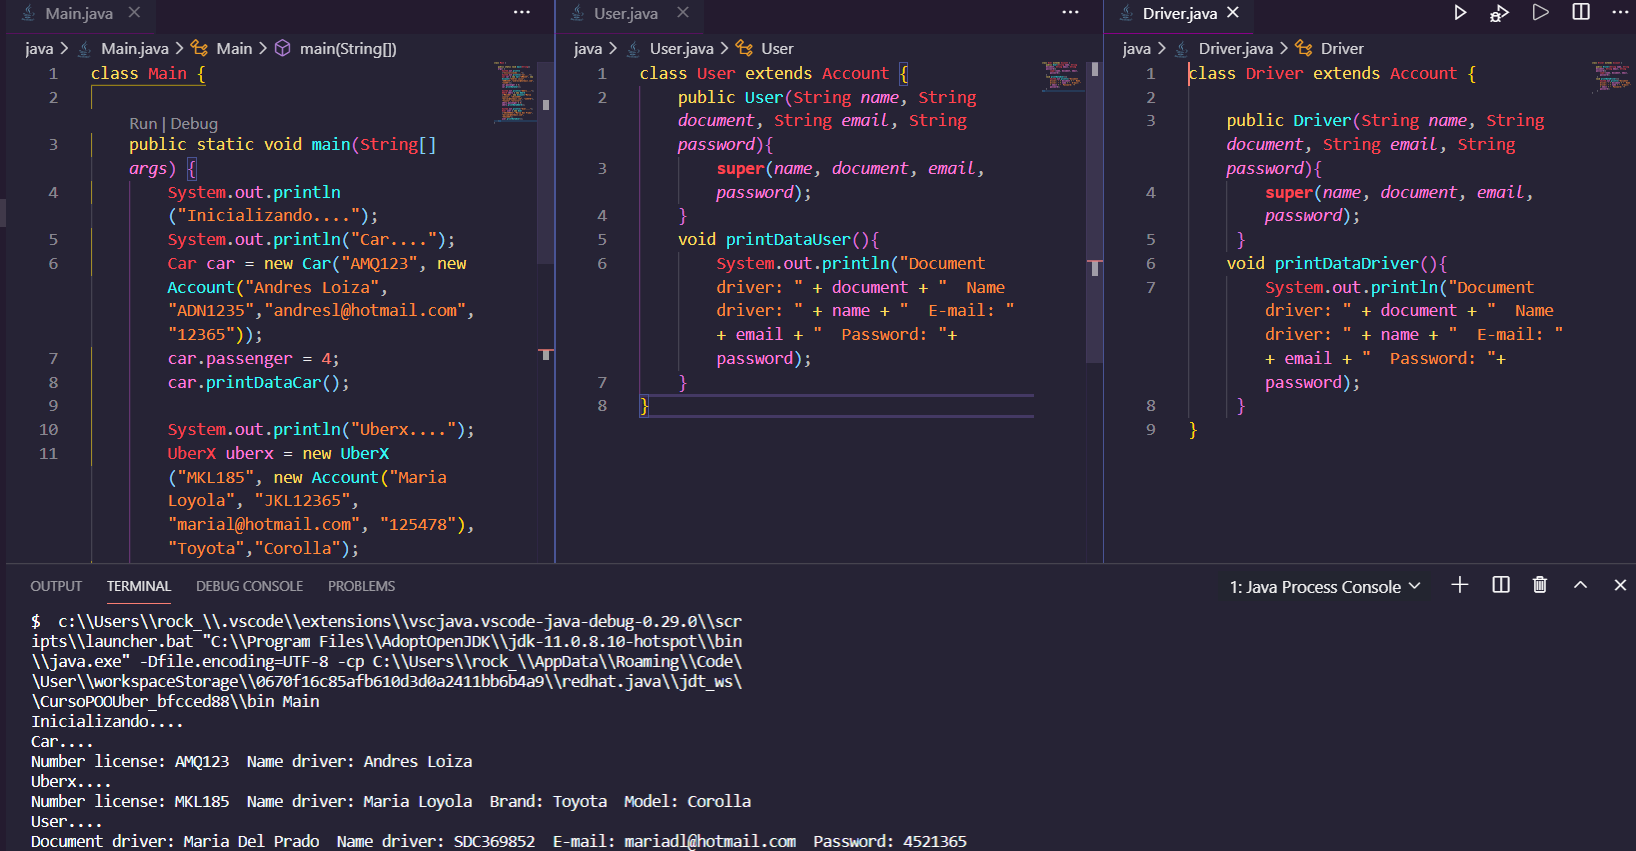 Main.java
User.java
Driver.java
java > Main.java > Main > main(String[])
java > User.java > User
java > Driver.java > Driver
1 class Main {
2
Run | Debug
3 public static void main(String[]
args) {
4 System.out.println
("Inicializando....");
5 System.out.println("Car....");
6 Car car = new Car("AMQ123", new
Account("Andres Loiza",
"ADN1235","andresl@hotmail.com",
"12365"));
7 car.passenger = 4;
8 car.printDataCar();
9
10 System.out.println("Uberx....");
11 UberX uberx = new UberX
("MKL185", new Account("Maria
Loyola", "JKL12365",
"marial@hotmail.com", "125478"),
"Toyota","Corolla");
1 class User extends Account {
2 public User(String name, String
document, String email, String
password){
3 super(name, document, email,
password);
4 }
5 void printDataUser(){
6 System.out.println("Document
driver: " + document + "  Name
driver: " + name + "  E-mail: "
+ email + "  Password: "+
password);
7 }
8 }
1 class Driver extends Account {
2
3 public Driver(String name, String
document, String email, String
password){
4 super(name, document, email,
password);
5 }
6 void printDataDriver(){
7 System.out.println("Document
driver: " + document + "  Name
driver: " + name + "  E-mail: "
+ email + "  Password: "+
password);
8 }
9 }
OUTPUT TERMINAL DEBUG CONSOLE PROBLEMS
1: Java Process Console
$  c:\\Users\\rock_\\.vscode\\extensions\\vscjava.vscode-java-debug-0.29.0\\scr
ipts\\launcher.bat "C:\\Program Files\\AdoptOpenJDK\\jdk-11.0.8.10-hotspot\\bin
\\java.exe" -Dfile.encoding=UTF-8 -cp C:\\Users\\rock_\\AppData\\Roaming\\Code\
\User\\workspaceStorage\\0670f16c85afb610d3d0a2411bb6b4a9\\redhat.java\\jdt_ws\
\CursoPOOUber_bfcced88\\bin Main
Inicializando....
Car....
Number license: AMQ123  Name driver: Andres Loiza
Uberx....
Number license: MKL185  Name driver: Maria Loyola  Brand: Toyota  Model: Corolla
User....
Document driver: Maria Del Prado  Name driver: SDC369852  E-mail: mariadl@hotmail.com  Password: 4521365